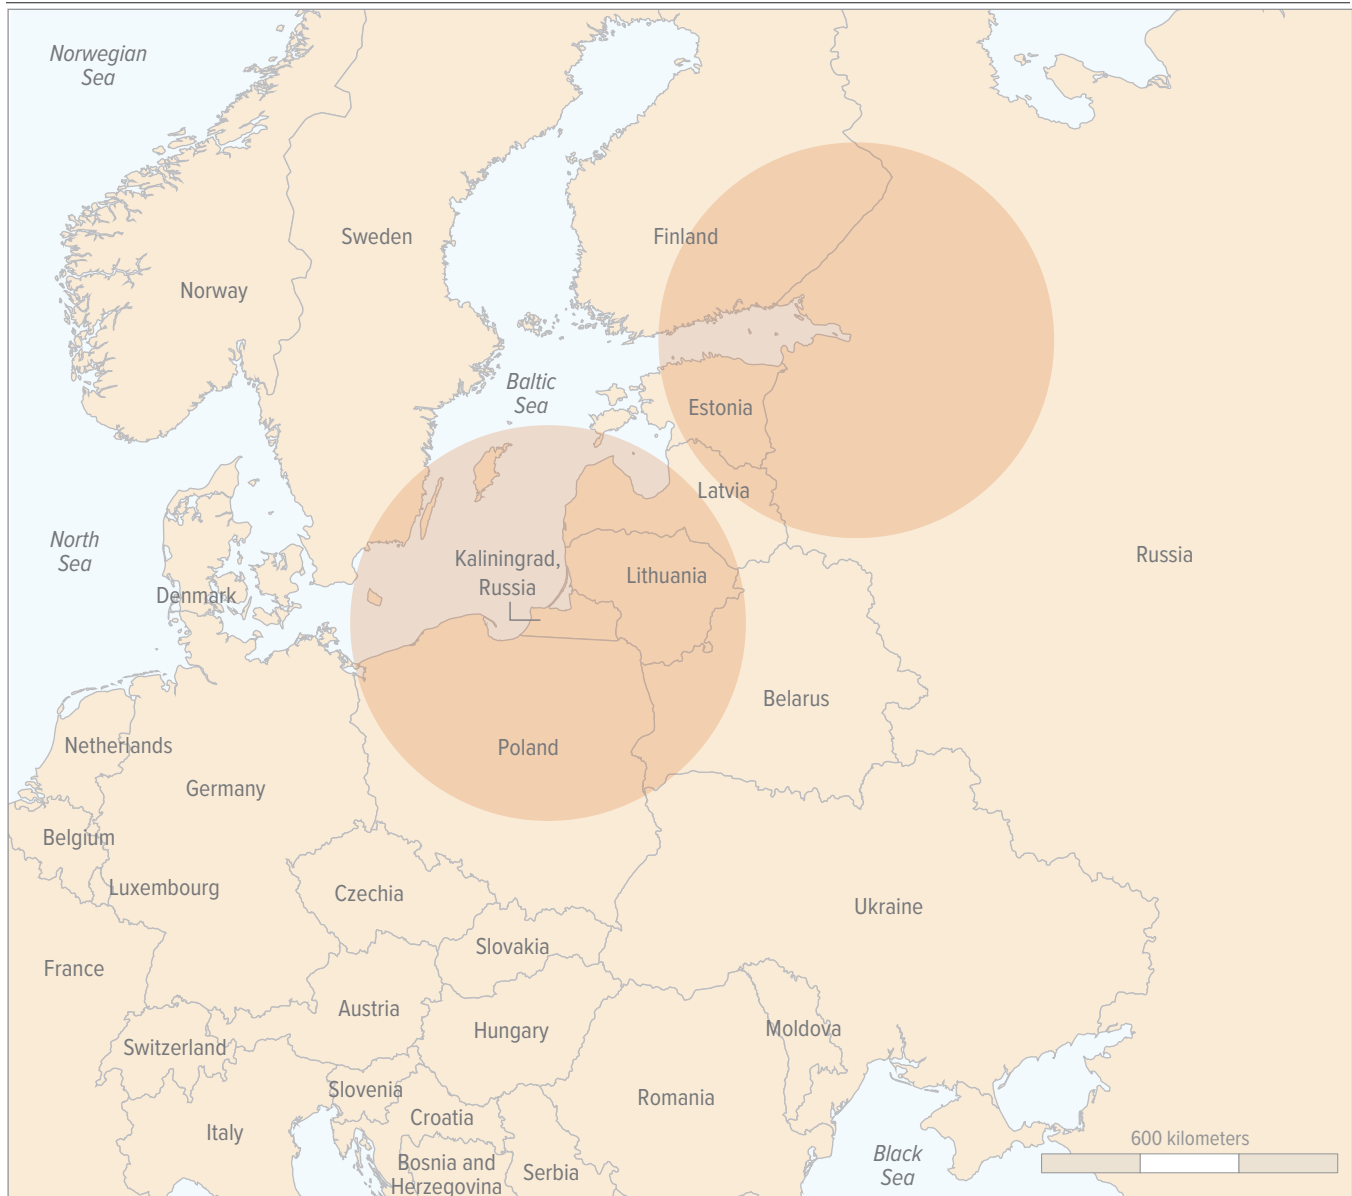 Norwegian
Sea
Sweden
Finland
Norway
Baltic
Sea
Estonia
Latvia
North
Sea
Kaliningrad,
Russia
Lithuania
Russia
Denmark
Belarus
Netherlands
Poland
Germany
Belgium
Luxembourg
Czechia
Ukraine
Slovakia
France
Austria
Hungary
Moldova
Switzerland
Slovenia
Romania
Croatia
Italy
600 kilometers
Bosnia and
Herzegovina
Serbia
Black
Sea